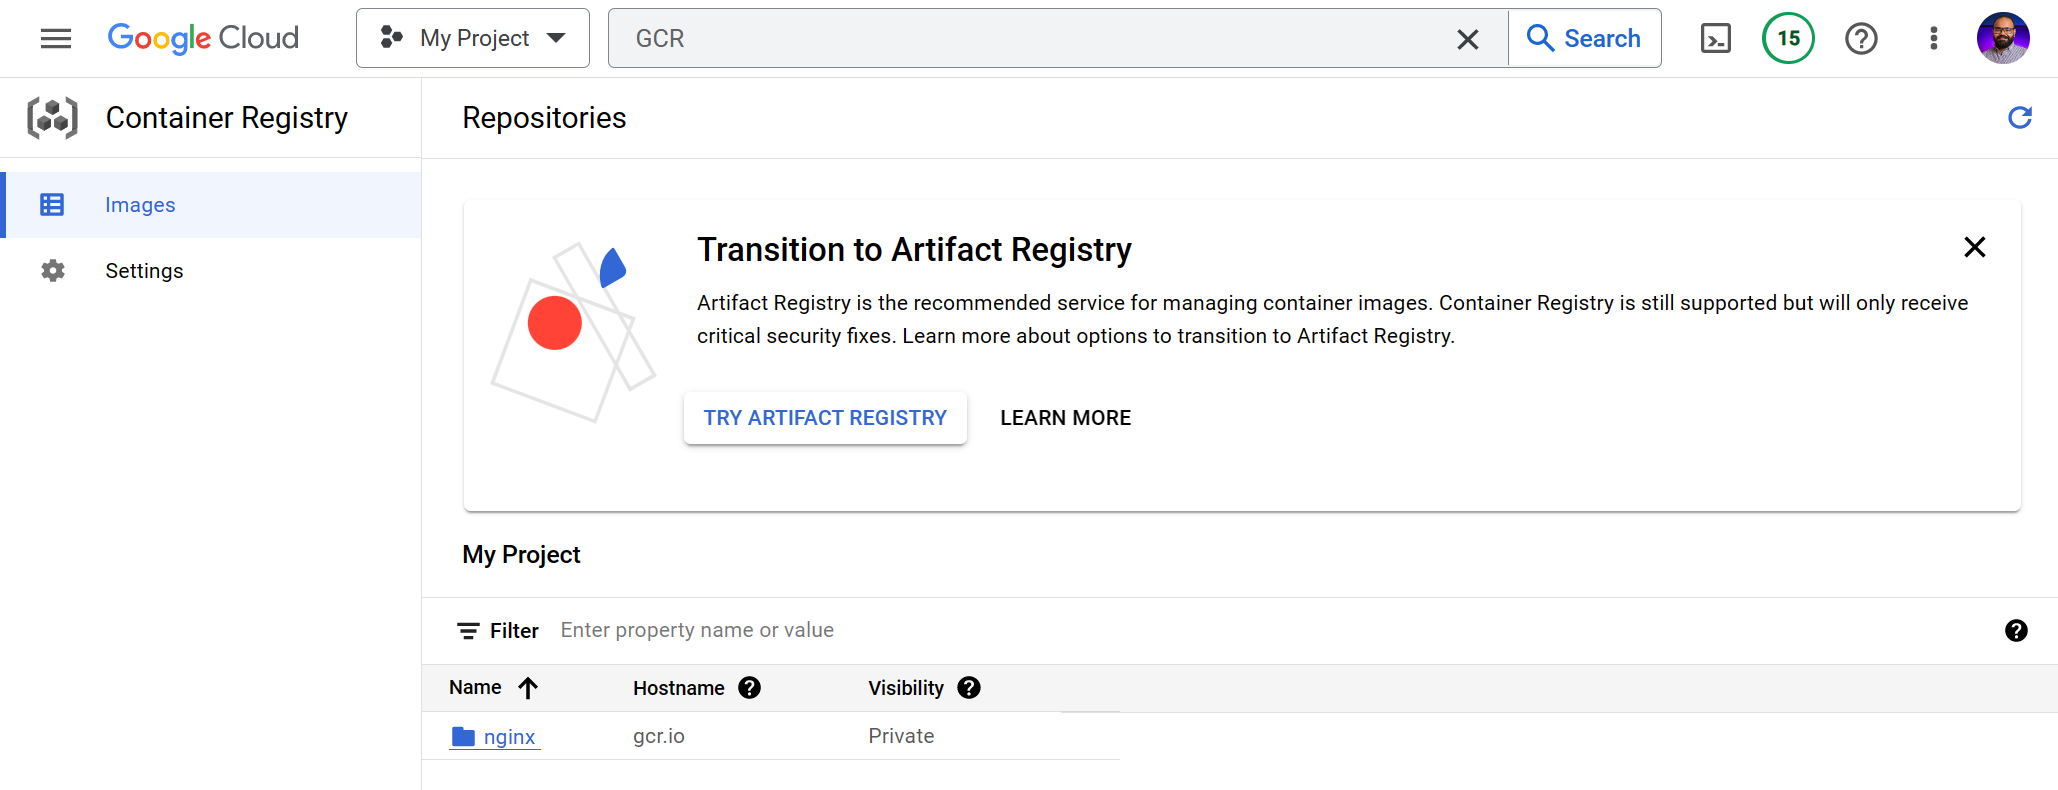 Google Cloud
My Project
GCR
Search
15
Container Registry
Repositories
Images
Settings
Transition to Artifact Registry
Artifact Registry is the recommended service for managing container images. Container Registry is still supported but will only receive
critical security fixes. Learn more about options to transition to Artifact Registry.
TRY ARTIFACT REGISTRY
LEARN MORE
My Project
Filter Enter property name or value
Name Hostname Visibility
nginx gcr.io Private